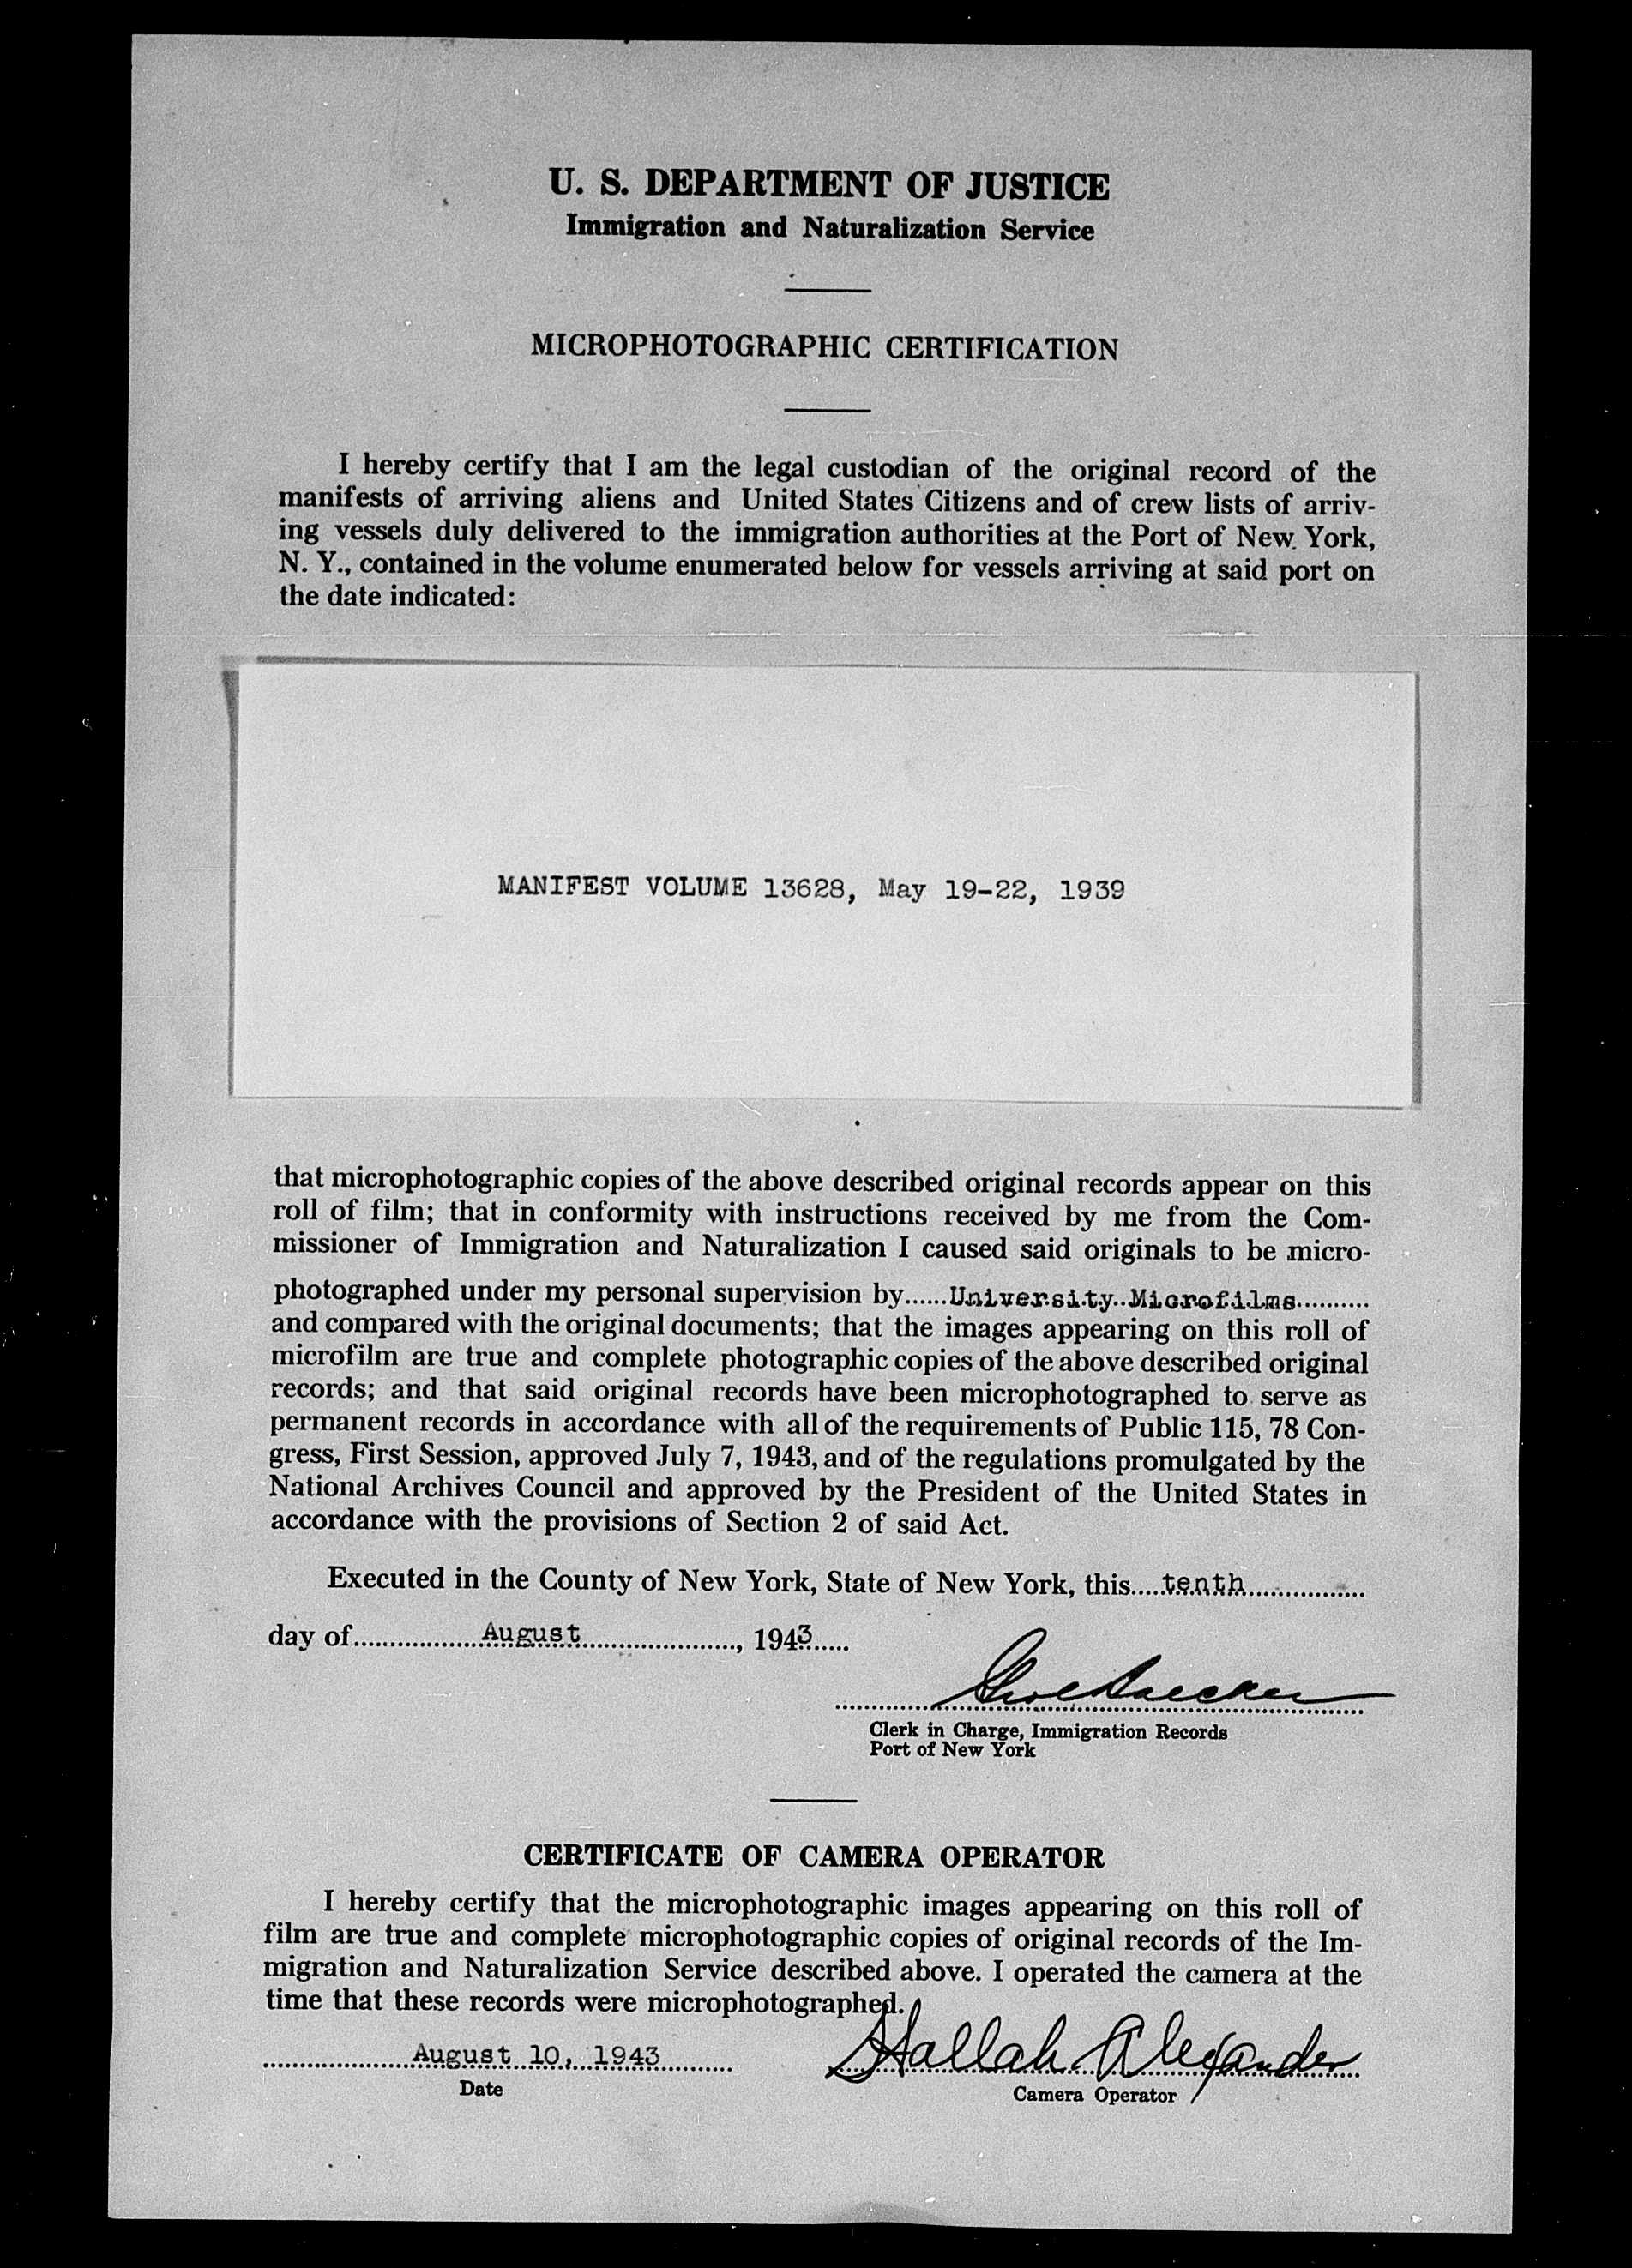 U. S. DEPARTMENT OF JUSTICE
Immigration and Naturalization Service
MICROPHOTOGRAPHIC CERTIFICATION
I hereby certify that I am the legal custodian of the original record of the
manifests of arriving aliens and United States Citizens and of crew lists of arriv-
ing vessels duly delivered to the immigration authorities at the Port of New York,
N. Y., contained in the volume enumerated below for vessels arriving at said port on
the date indicated:
MANIFEST VOLUME 13628, May 19-22, 1939
that microphotographic copies of the above described original records appear on this
roll of film; that in conformity with instructions received by me from the Com-
missioner of Immigration and Naturalization I caused said originals to be micro-
photographed under my personal supervision by......University Microfilms..........
and compared with the original documents; that the images appearing on this roll of
microfilm are true and complete photographic copies of the above described original
records; and that said original records have been microphotographed to serve as
permanent records in accordance with all of the requirements of Public 115, 78 Con-
gress, First Session, approved July 7, 1943, and of the regulations promulgated by the
National Archives Council and approved by the President of the United States in
accordance with the provisions of Section 2 of said Act.
Executed in the County of New York, State of New York, this.....tenth................
day of..................August......................, 1943.....
Clerk in Charge, Immigration Records
Port of New York
CERTIFICATE OF CAMERA OPERATOR
I hereby certify that the microphotographic images appearing on this roll of
film are true and complete microphotographic copies of original records of the Im-
migration and Naturalization Service described above. I operated the camera at the
time that these records were microphotographed.
August 10, 1943 Hallah Alexander
Date Camera Operator